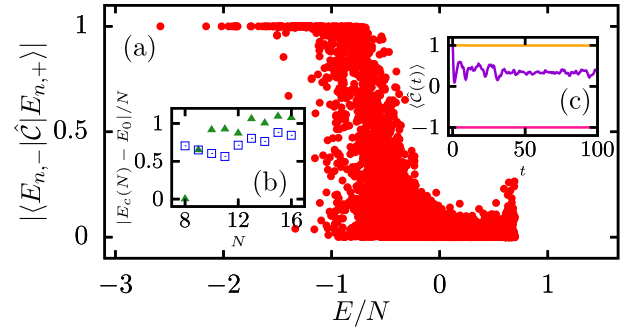 (a)
|⟨E_{n,−}|Ĉ|E_{n,+}⟩|
1
0.5
0
−3
−2
−1
0
1
E/N
(b)
|E_c(N) − E_0|/N
1
0.5
0
8
12
16
N
(c)
⟨Ĉ(t)⟩
1
0
−1
0
50
100
t